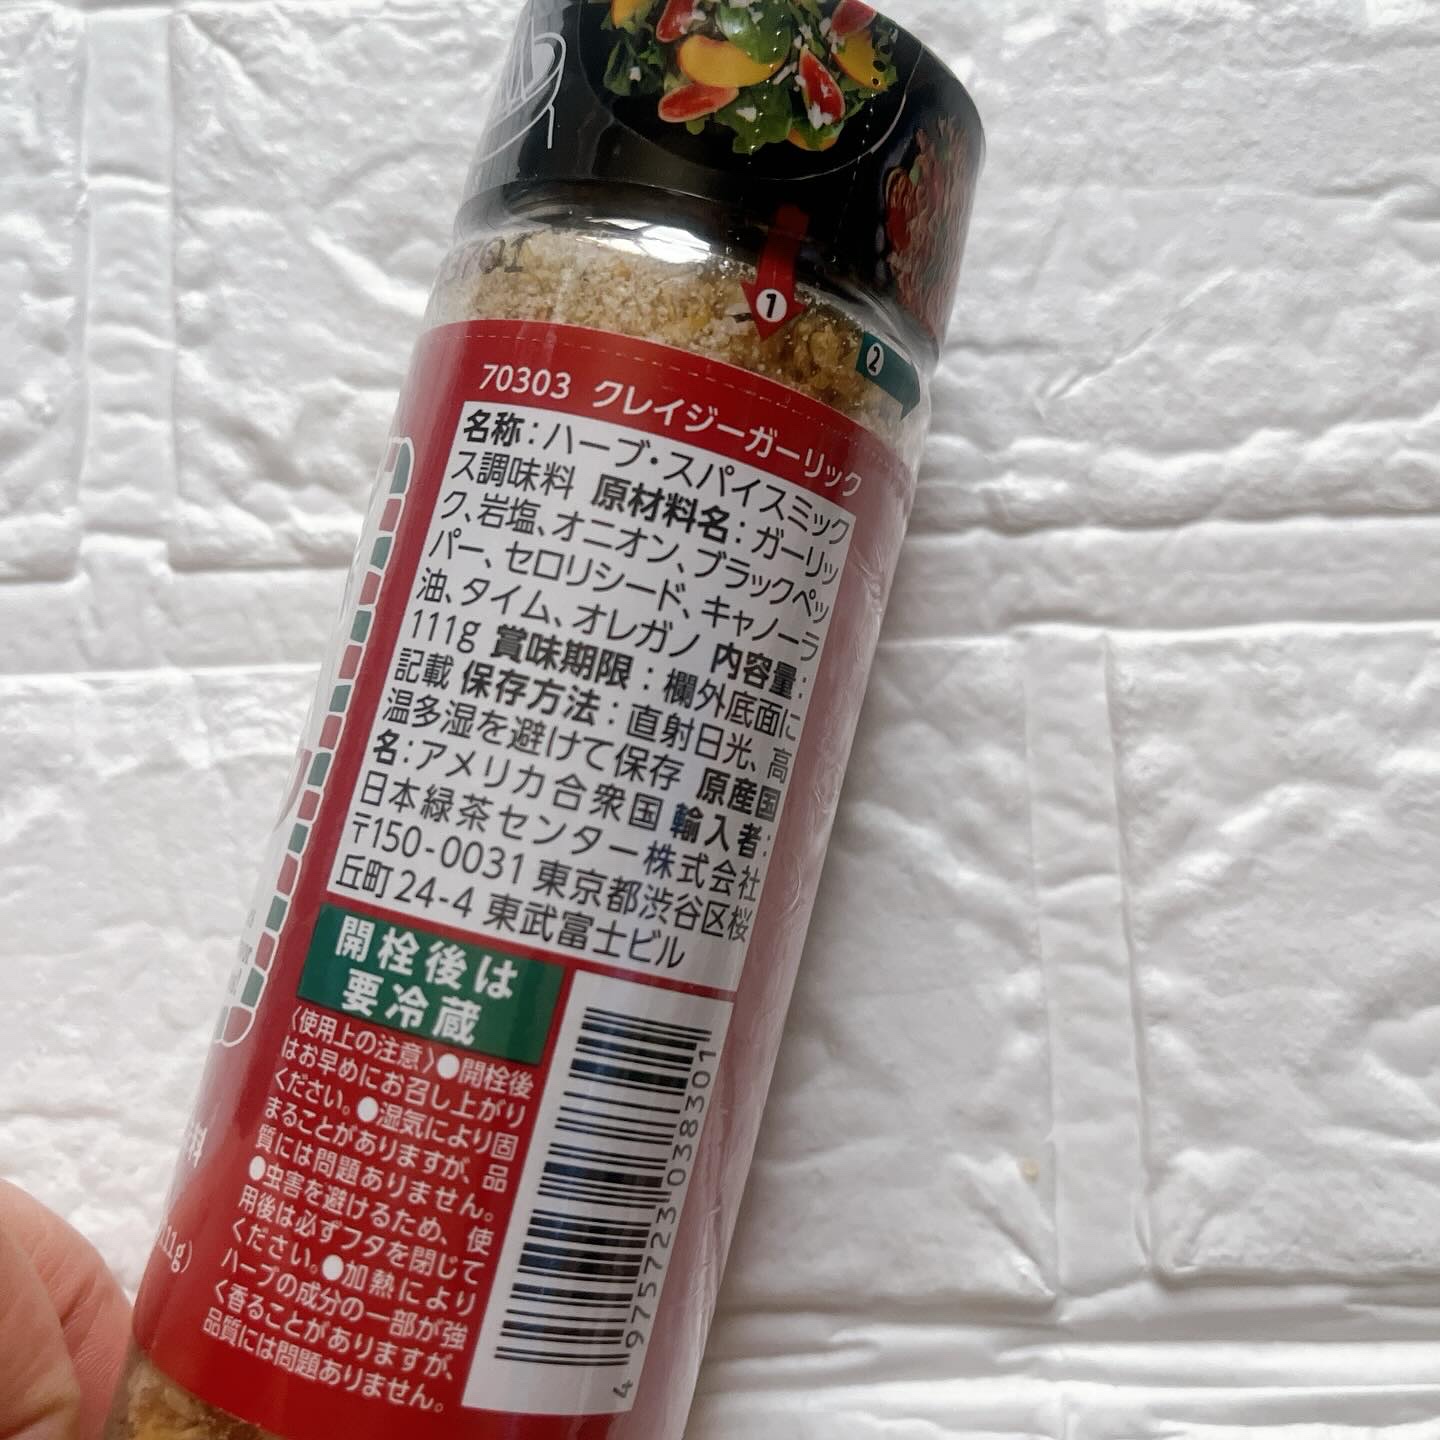 1
2
70303 クレイジーガーリック
名称:ハーブ・スパイスミック
ス調味料 原材料名:ガーリッ
ク、岩塩、オニオン、ブラックペッ
パー、セロリシード、キャノーラ
油、タイム、オレガノ 内容量:
111g 賞味期限:欄外底面に
記載 保存方法:直射日光、高
温多湿を避けて保存 原産国
名:アメリカ合衆国 輸入者:
日本緑茶センター株式会社
〒150-0031 東京都渋谷区桜
丘町24-4 東武富士ビル
開栓後は
要冷蔵
〈使用上の注意〉●開栓後
はお早めにお召し上がり
ください。●湿気により固
まることがありますが、品
質には問題ありません。
●虫害を避けるため、使
用後は必ずフタを閉じて
ください。●加熱により
ハーブの成分の一部が強
く香ることがありますが、
品質には問題ありません。
4 975723 038301
料
11g)